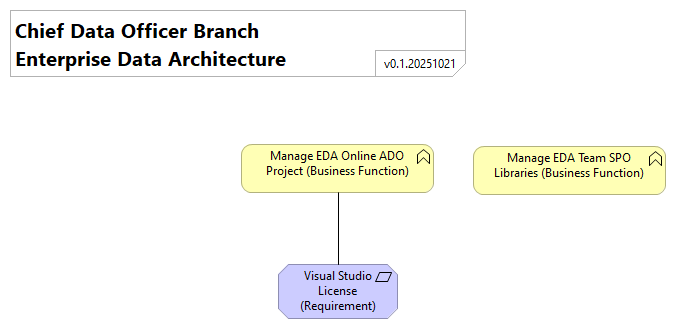 Chief Data Officer Branch
Enterprise Data Architecture
v0.1.20251021
Manage EDA Online ADO
Project (Business Function)
Manage EDA Team SPO
Libraries (Business Function)
Visual Studio
License
(Requirement)